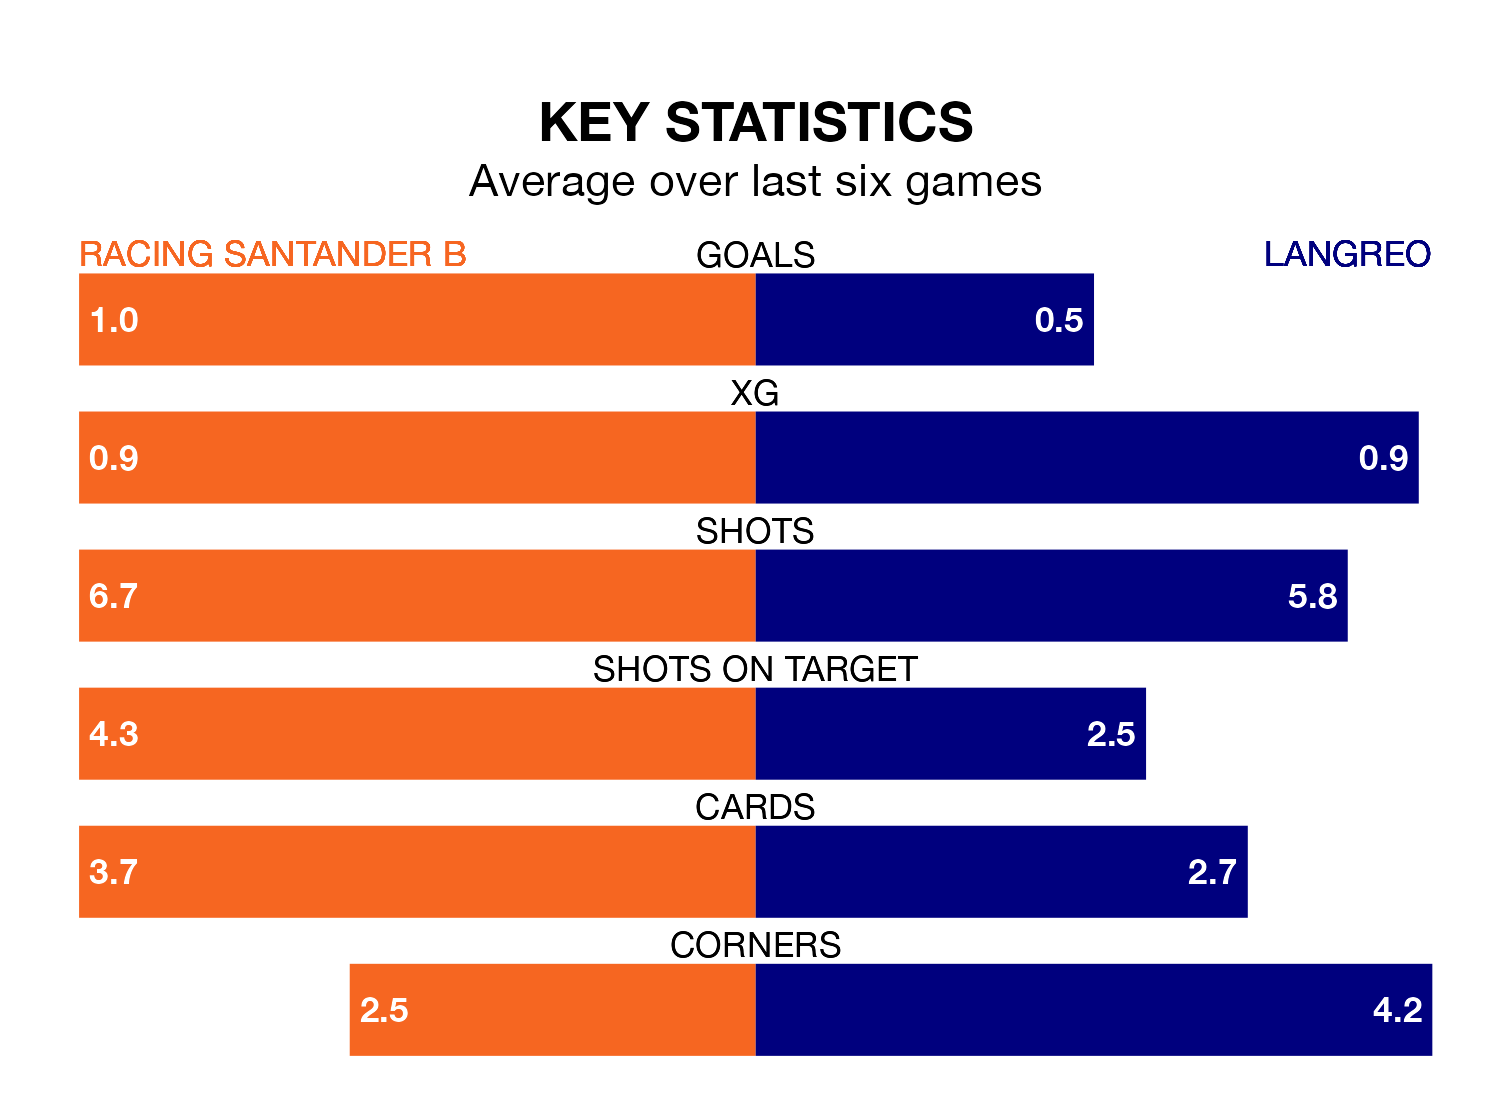 KEY STATISTICS
Average over last six games
RACING SANTANDER B GOALS LANGREO
1.0 0.5
XG
0.9 0.9
SHOTS
6.7 5.8
SHOTS ON TARGET
4.3 2.5
CARDS
3.7 2.7
CORNERS
2.5 4.2